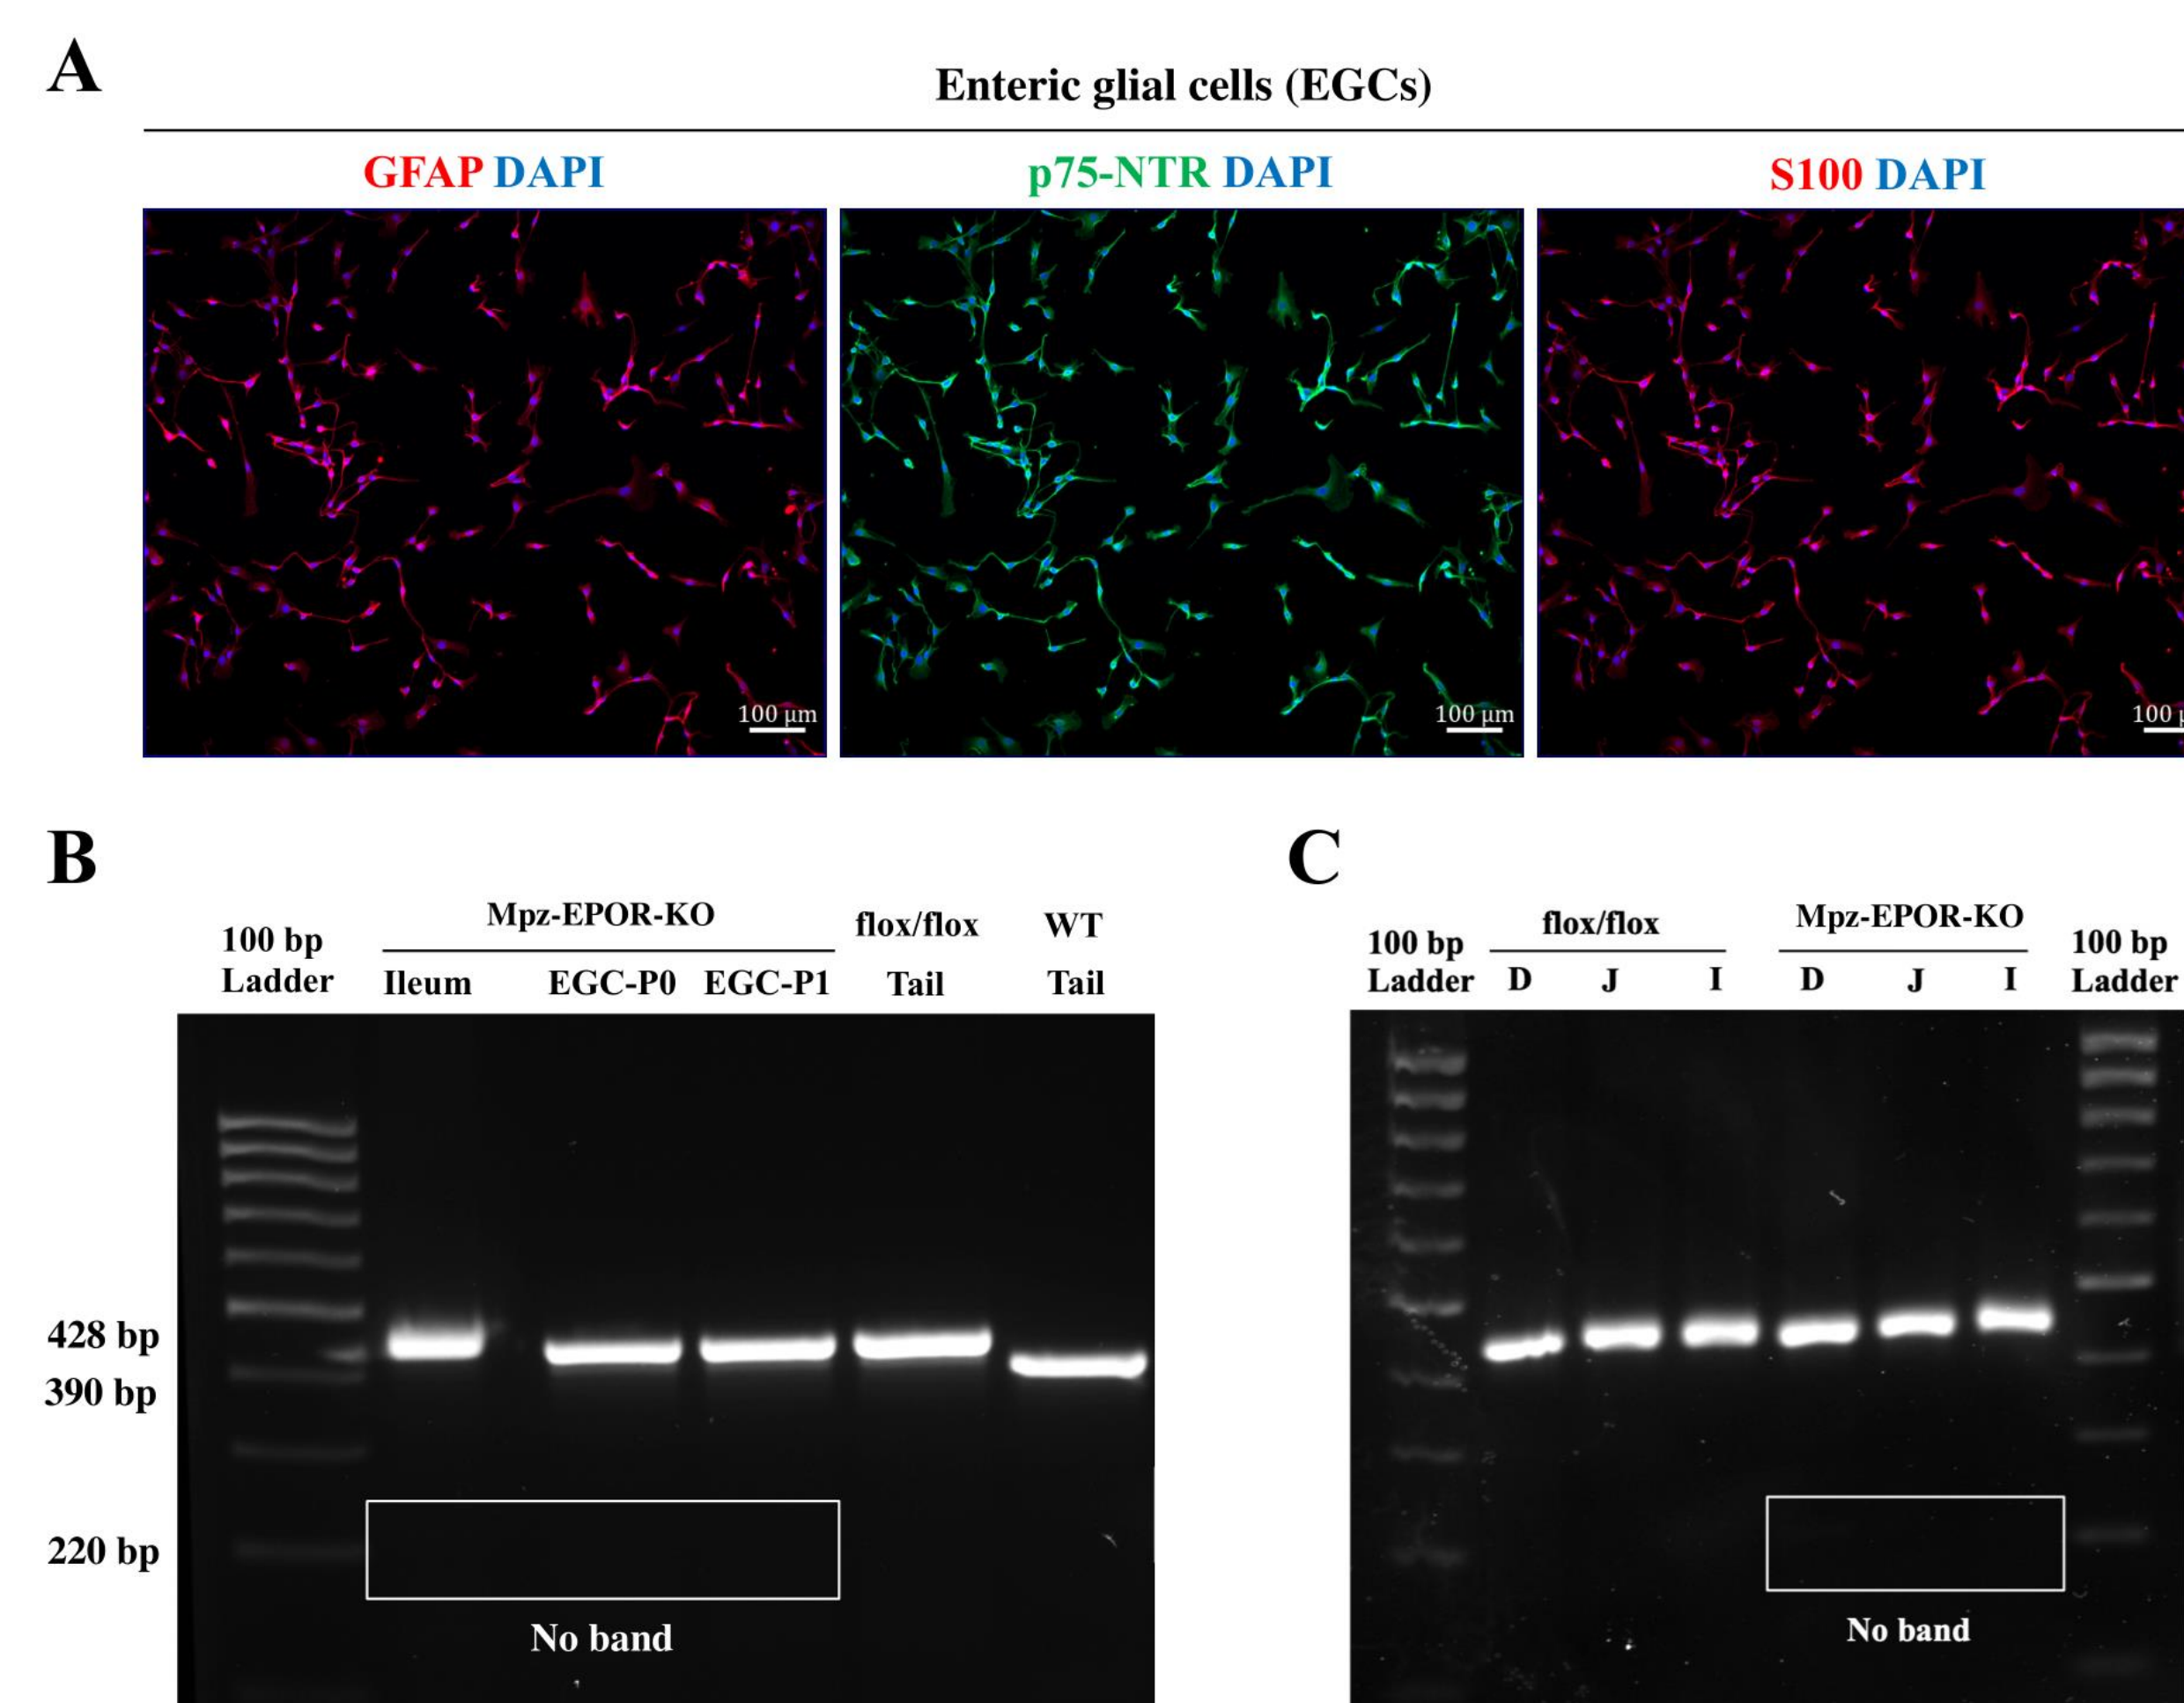 A
Enteric glial cells (EGCs)
GFAP DAPI
p75-NTR DAPI
S100 DAPI
100 µm
100 µm
100
B
100 bp
Ladder
Mpz-EPOR-KO
flox/flox
WT
Ileum
EGC-P0
EGC-P1
Tail
Tail
428 bp
390 bp
220 bp
No band
C
100 bp
Ladder
flox/flox
Mpz-EPOR-KO
100 bp
Ladder
D
J
I
D
J
I
No band